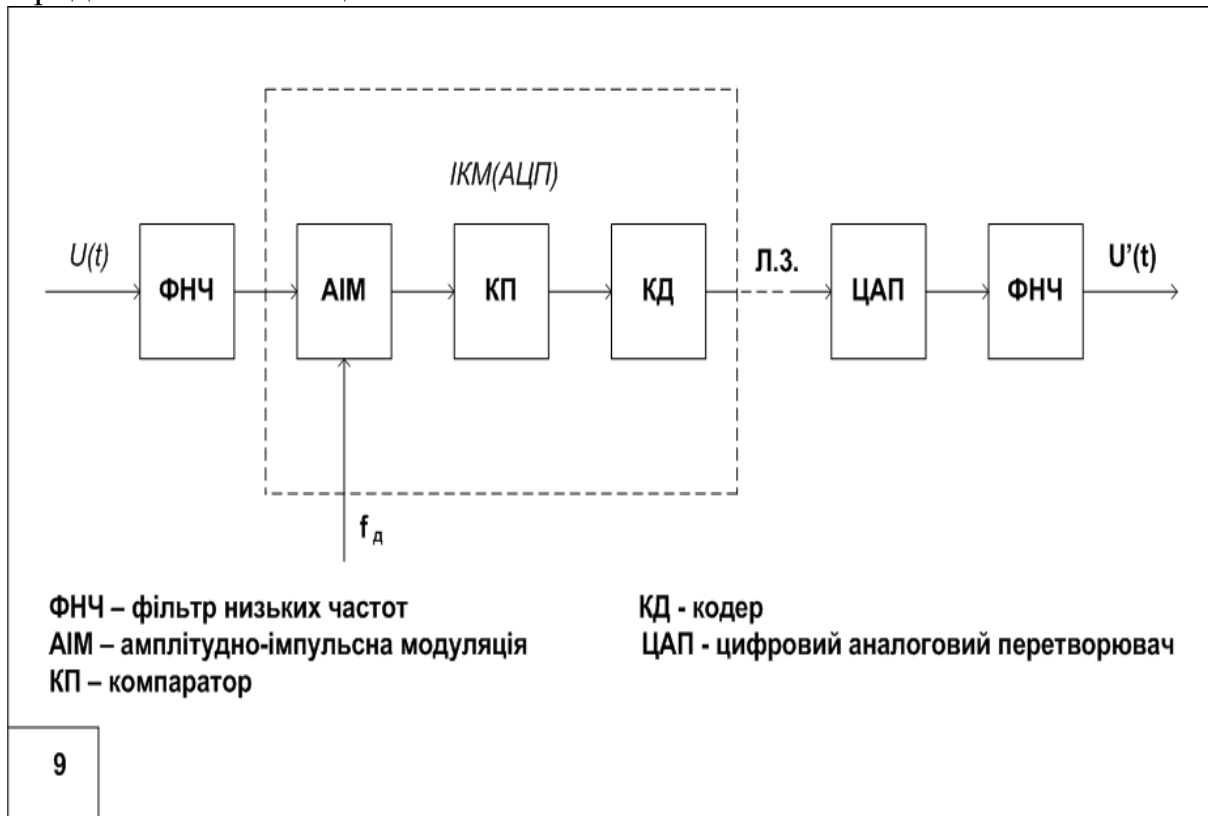 ІКМ(АЦП)
U(t)
ФНЧ
АІМ
КП
КД
Л.З.
ЦАП
ФНЧ
U’(t)
f д
ФНЧ – фільтр низьких частот
АІМ – амплітудно-імпульсна модуляція
КП – компаратор
КД - кодер
ЦАП - цифровий аналоговий перетворювач
9